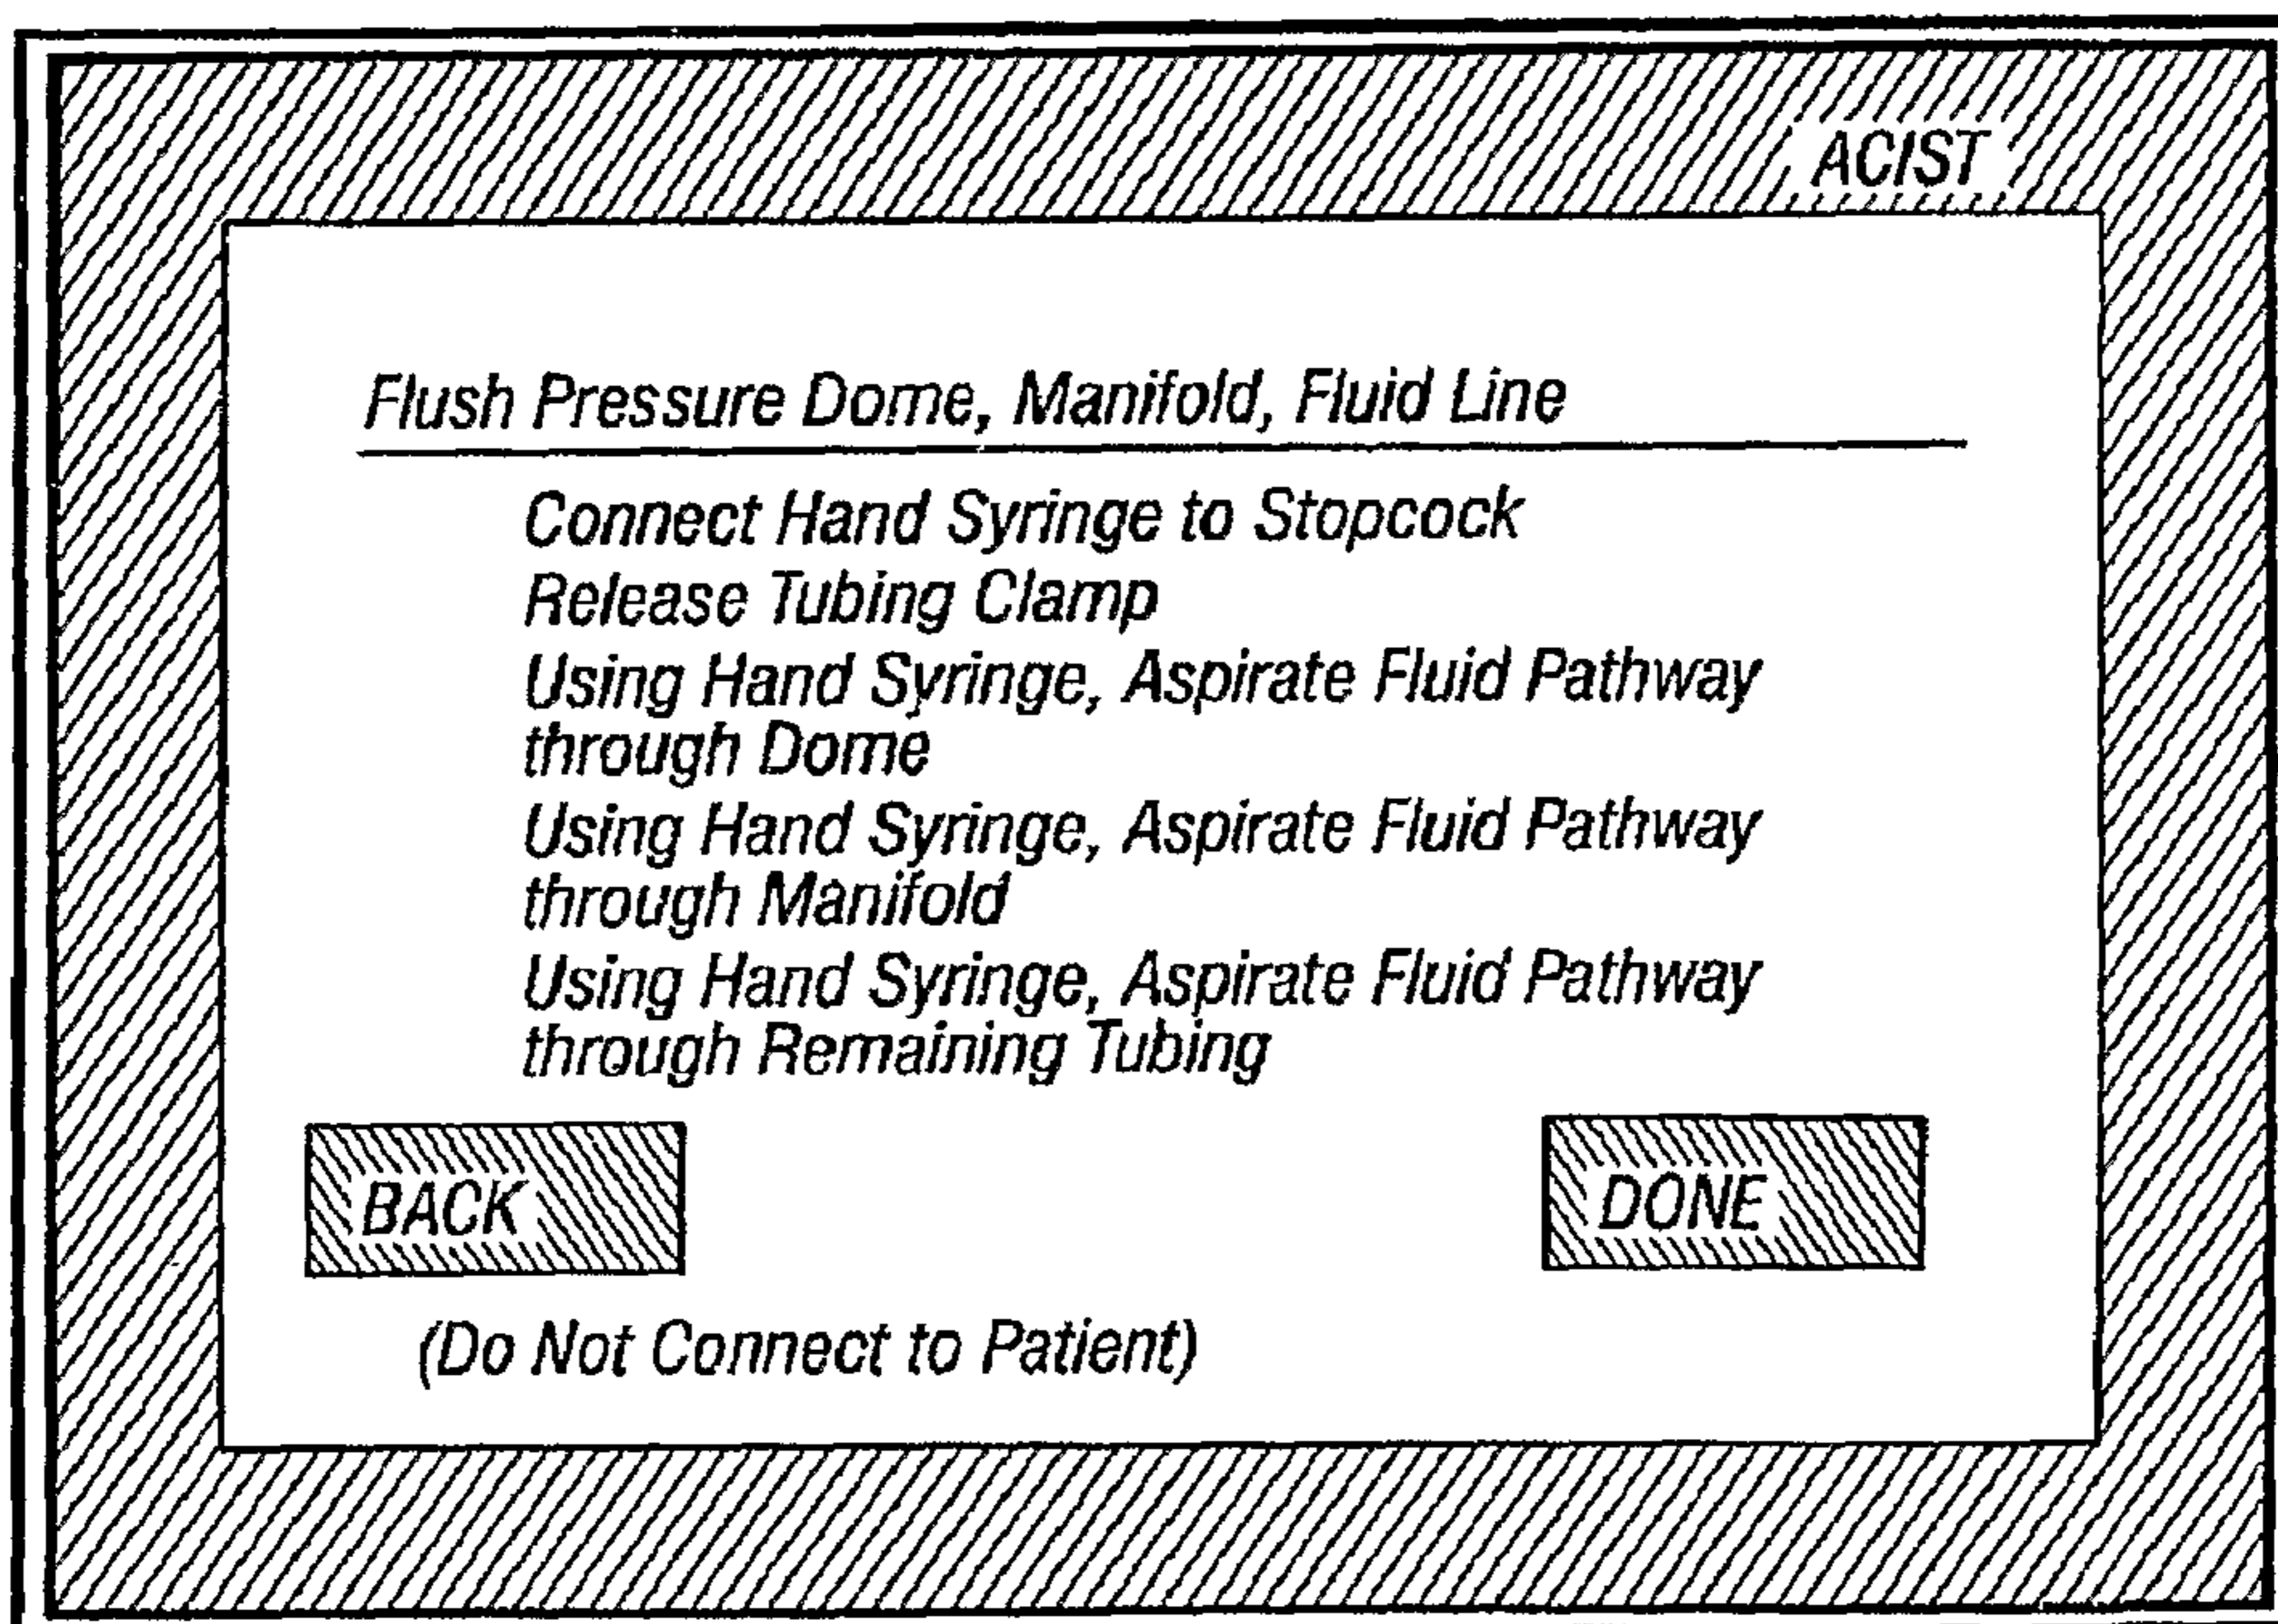 ACIST
Flush Pressure Dome, Manifold, Fluid Line
Connect Hand Syringe to Stopcock
Release Tubing Clamp
Using Hand Syringe, Aspirate Fluid Pathway
through Dome
Using Hand Syringe, Aspirate Fluid Pathway
through Manifold
Using Hand Syringe, Aspirate Fluid Pathway
through Remaining Tubing
BACK
DONE
(Do Not Connect to Patient)